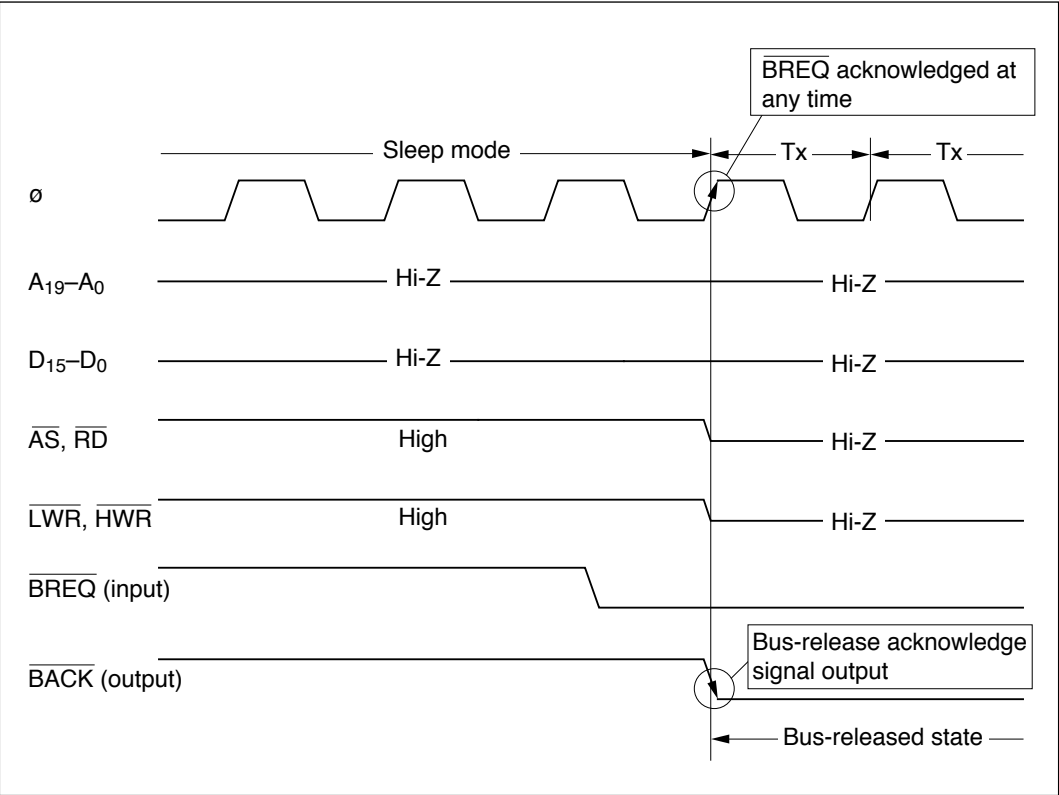 BREQ acknowledged at
any time
Sleep mode
Tx
Tx
ø
A19–A0
Hi-Z
Hi-Z
D15–D0
Hi-Z
Hi-Z
AS, RD
High
Hi-Z
LWR, HWR
High
Hi-Z
BREQ (input)
Bus-release acknowledge
signal output
BACK (output)
Bus-released state